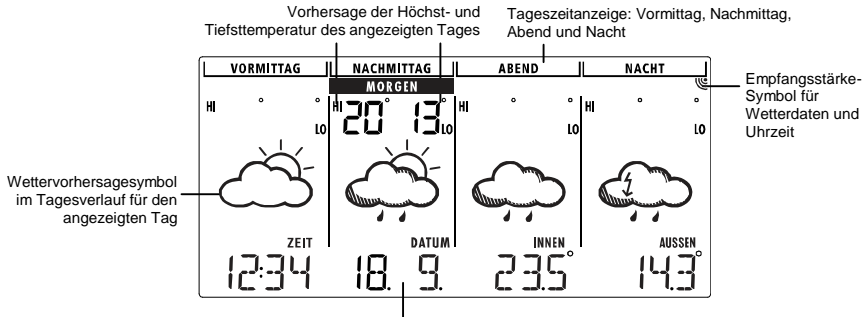 Vorhersage der Höchst- und
Tiefsttemperatur des angezeigten Tages
Tageszeitanzeige: Vormittag, Nachmittag,
Abend und Nacht
VORMITTAG NACHMITTAG ABEND NACHT
MORGEN
Empfangsstärke-
Symbol für
Wetterdaten und
Uhrzeit
HI ° ° HI 20° 13° HI ° ° HI ° °
LO LO LO LO
Wettervorhersagesymbol
im Tagesverlauf für den
angezeigten Tag
ZEIT DATUM INNEN AUSSEN
12:34 18. 9. 23.5° 14.3°